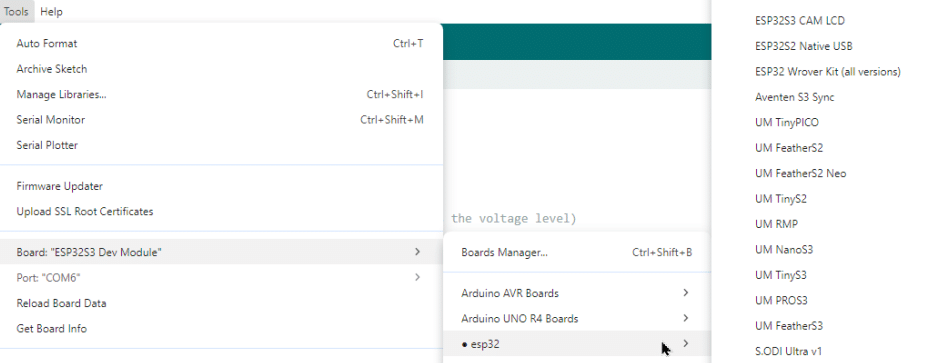 Tools Help
Auto Format Ctrl+T
Archive Sketch
Manage Libraries... Ctrl+Shift+I
Serial Monitor Ctrl+Shift+M
Serial Plotter
Firmware Updater
Upload SSL Root Certificates
Board: "ESP32S3 Dev Module"
Port: "COM6"
Reload Board Data
Get Board Info
the voltage level)
Boards Manager... Ctrl+Shift+B
Arduino AVR Boards
Arduino UNO R4 Boards
● esp32
ESP32S3 CAM LCD
ESP32S2 Native USB
ESP32 Wrover Kit (all versions)
Aventen S3 Sync
UM TinyPICO
UM FeatherS2
UM FeatherS2 Neo
UM TinyS2
UM RMP
UM NanoS3
UM TinyS3
UM PROS3
UM FeatherS3
S.ODI Ultra v1